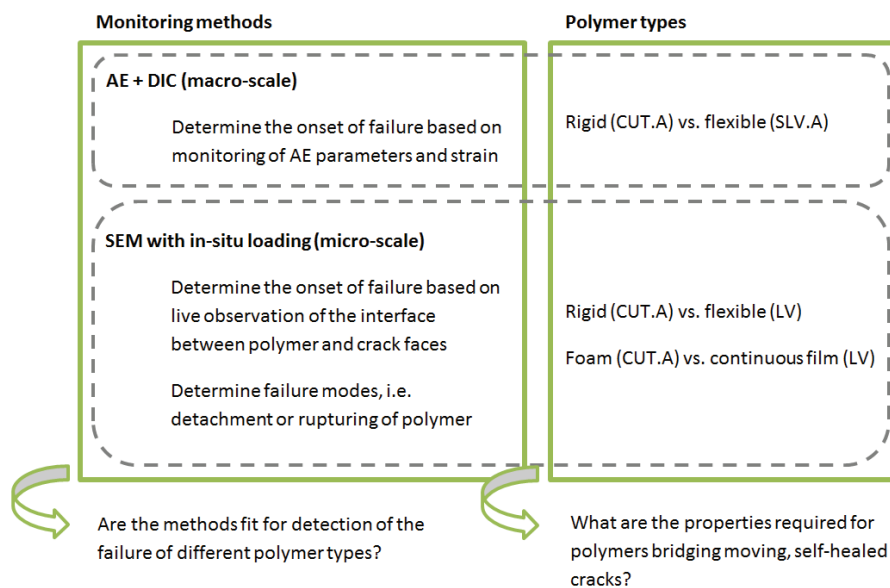 Monitoring methods
Polymer types
AE + DIC (macro-scale)
Determine the onset of failure based on
monitoring of AE parameters and strain
Rigid (CUT.A) vs. flexible (SLV.A)
SEM with in-situ loading (micro-scale)
Determine the onset of failure based on
live observation of the interface
between polymer and crack faces
Determine failure modes, i.e.
detachment or rupturing of polymer
Rigid (CUT.A) vs. flexible (LV)
Foam (CUT.A) vs. continuous film (LV)
Are the methods fit for detection of the
failure of different polymer types?
What are the properties required for
polymers bridging moving, self-healed
cracks?